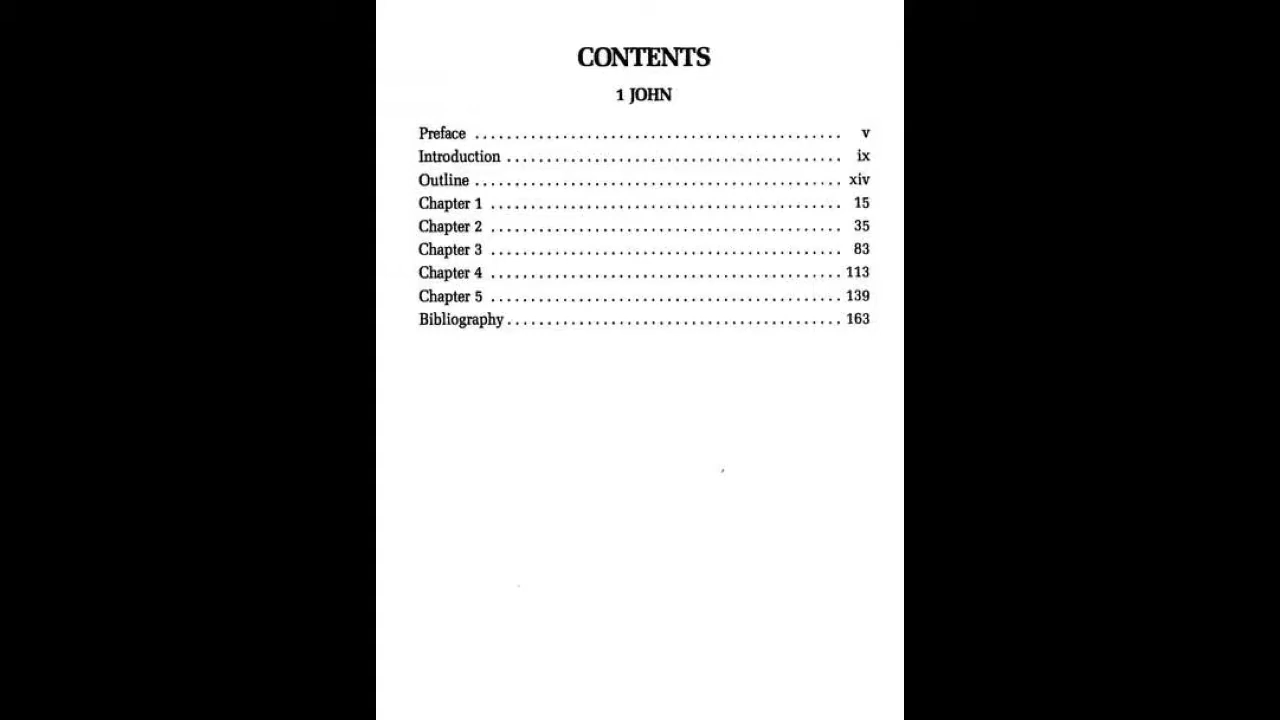 CONTENTS
1 JOHN
Preface ............................................. v
Introduction ......................................... ix
Outline ............................................. xiv
Chapter 1 ........................................... 15
Chapter 2 ........................................... 35
Chapter 3 ........................................... 83
Chapter 4 ........................................... 113
Chapter 5 ........................................... 139
Bibliography ......................................... 163